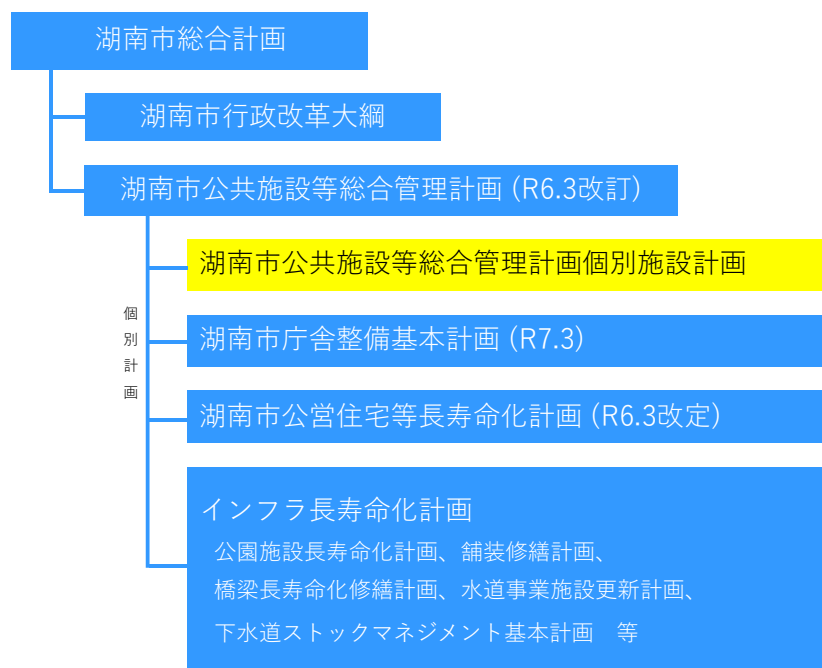 湖南市総合計画
湖南市行政改革大綱
湖南市公共施設等総合管理計画 (R6.3改訂)
湖南市公共施設等総合管理計画個別施設計画
個別計画
湖南市庁舎整備基本計画 (R7.3)
湖南市公営住宅等長寿命化計画 (R6.3改定)
インフラ長寿命化計画
公園施設長寿命化計画、舗装修繕計画、
橋梁長寿命化修繕計画、水道事業施設更新計画、
下水道ストックマネジメント基本計画　等